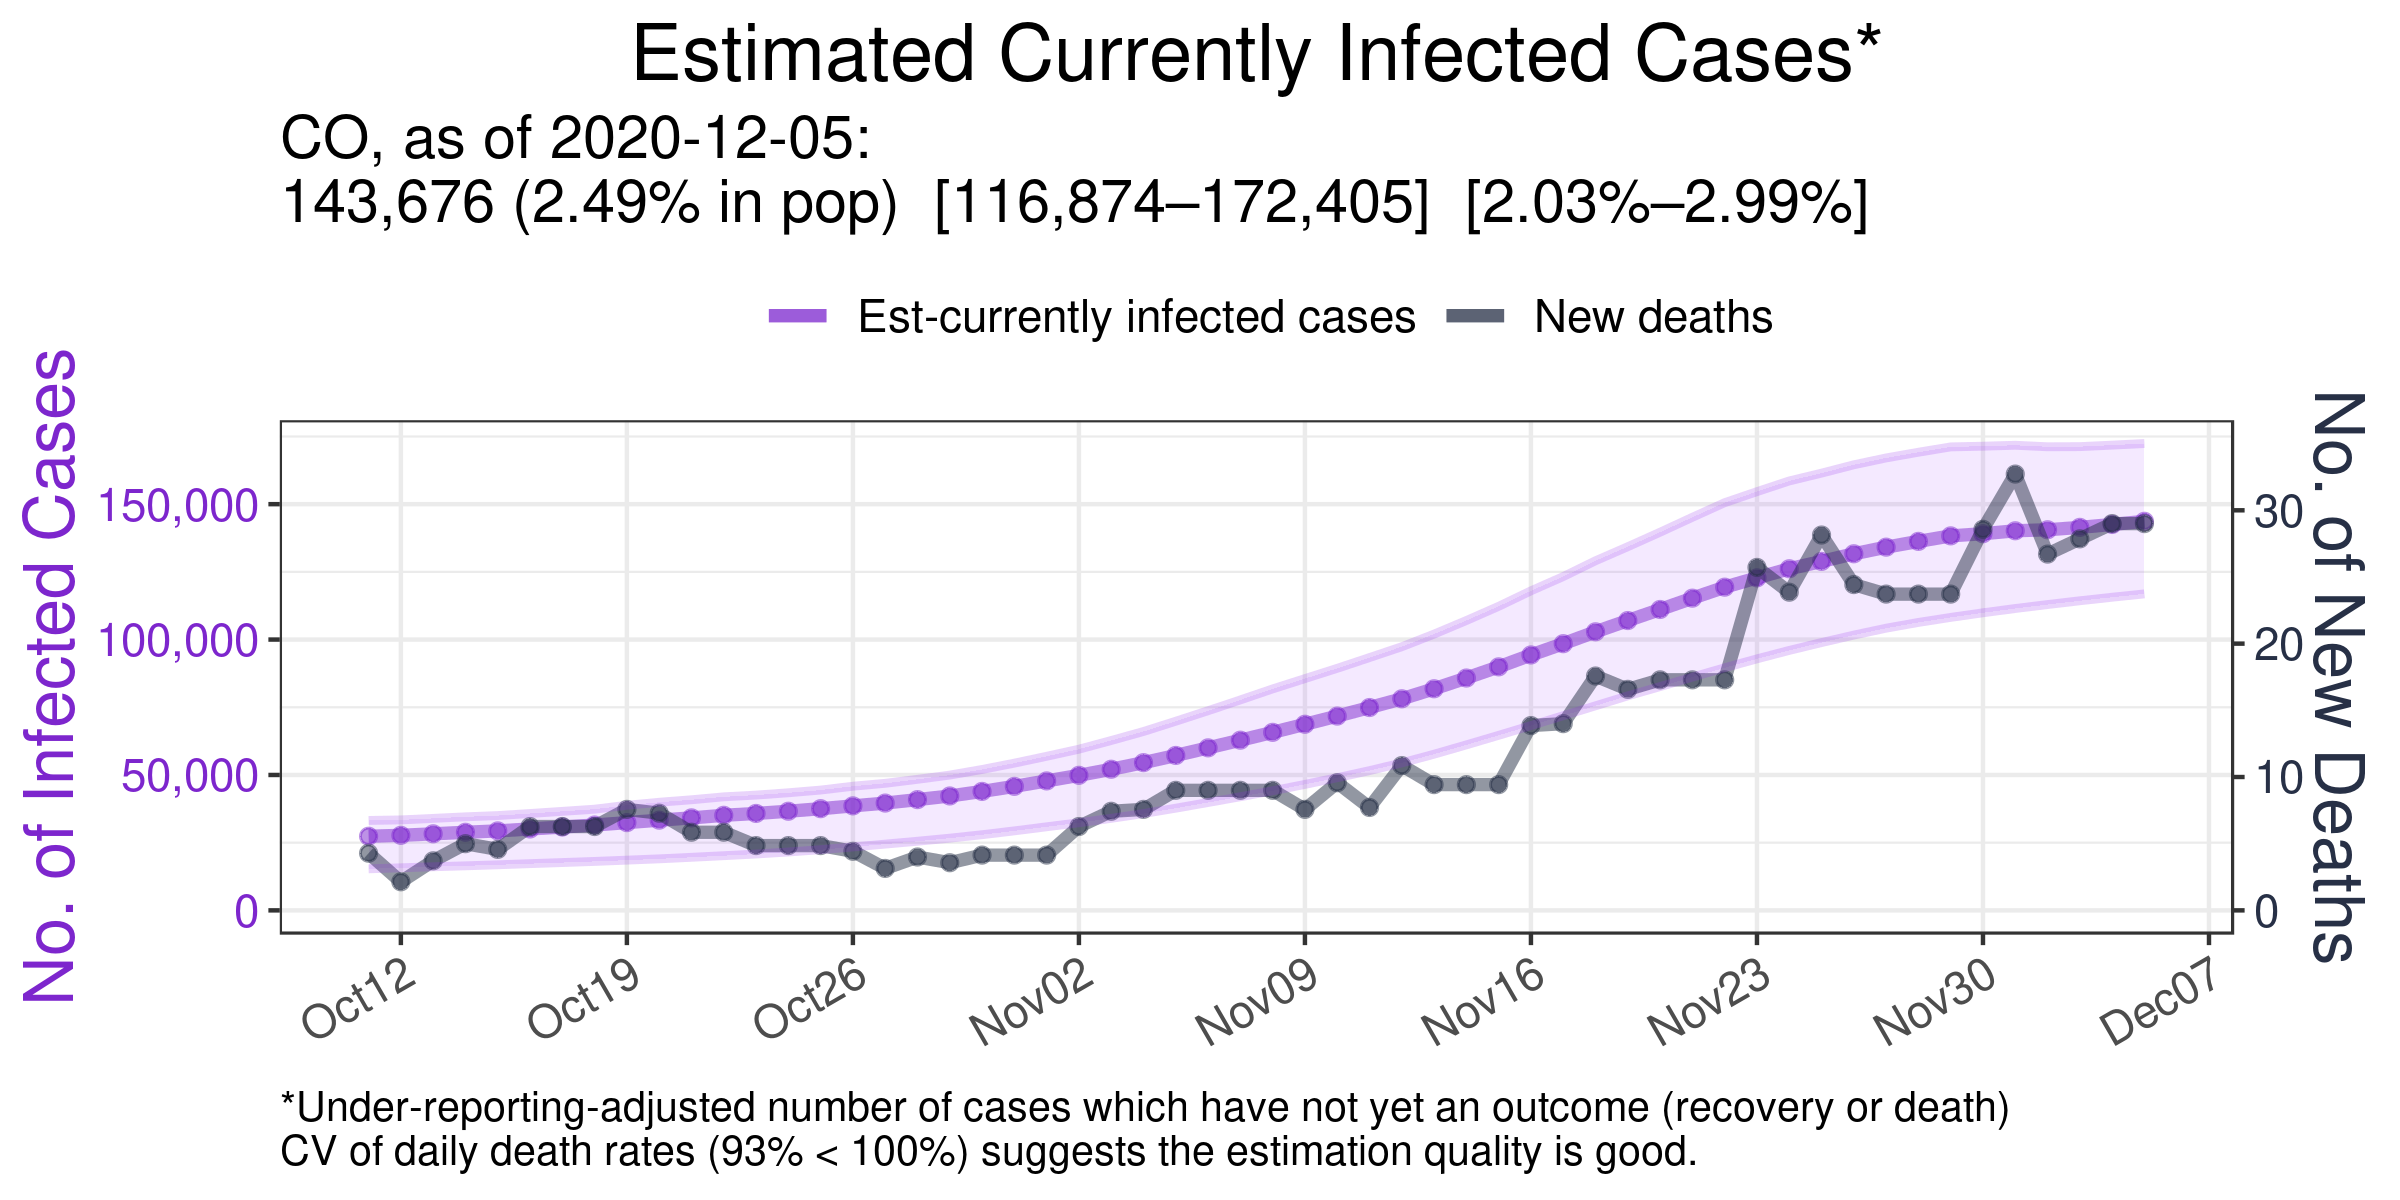 Estimated Currently Infected Cases*
CO, as of 2020-12-05:
143,676 (2.49% in pop)  [116,874–172,405]  [2.03%–2.99%]
Est-currently infected cases
New deaths
No. of Infected Cases
150,000
100,000
50,000
0
No. of New Deaths
30
20
10
0
Oct12
Oct19
Oct26
Nov02
Nov09
Nov16
Nov23
Nov30
Dec07
*Under-reporting-adjusted number of cases which have not yet an outcome (recovery or death)
CV of daily death rates (93% < 100%) suggests the estimation quality is good.